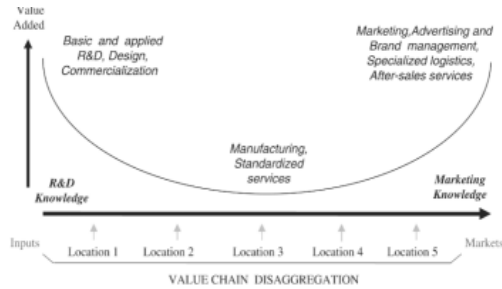 Value
Added
Basic and applied
R&D, Design,
Commercialization
Marketing,Advertising and
Brand management,
Specialized logistics,
After-sales services
Manufacturing,
Standardized
services
R&D
Knowledge
Marketing
Knowledge
Inputs
Location 1
Location 2
Location 3
Location 4
Location 5
Markets
VALUE CHAIN DISAGGREGATION